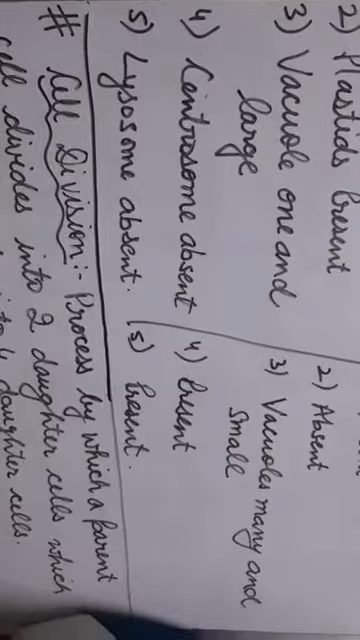 2) Plastids Present
2) Absent
3) Vacuole one and
large
3) Vacuoles many and
small
4) Centrosome absent
4) Present
5) Lysosome absent.
5) Present.
# Cell Division:- Process by which a parent
cell divides into 2 daughter cells which
daughter cells.